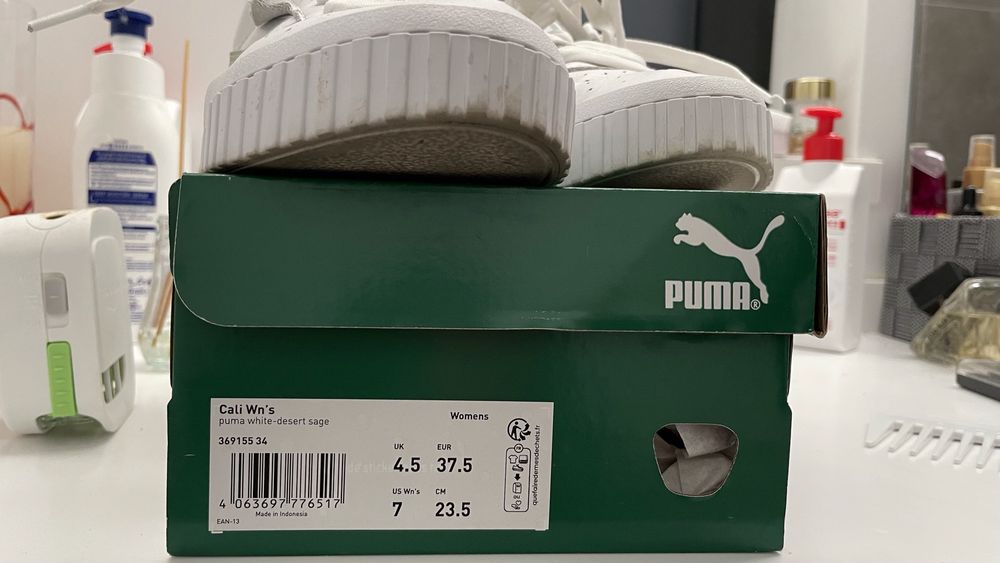 PUMA®
Cali Wn's
puma white-desert sage
Womens
369155 34
UK EUR
4.5 37.5
US Wn's CM
7 23.5
4 063697 776517
Made in Indonesia
EAN-13
quefairedemesdechets.fr